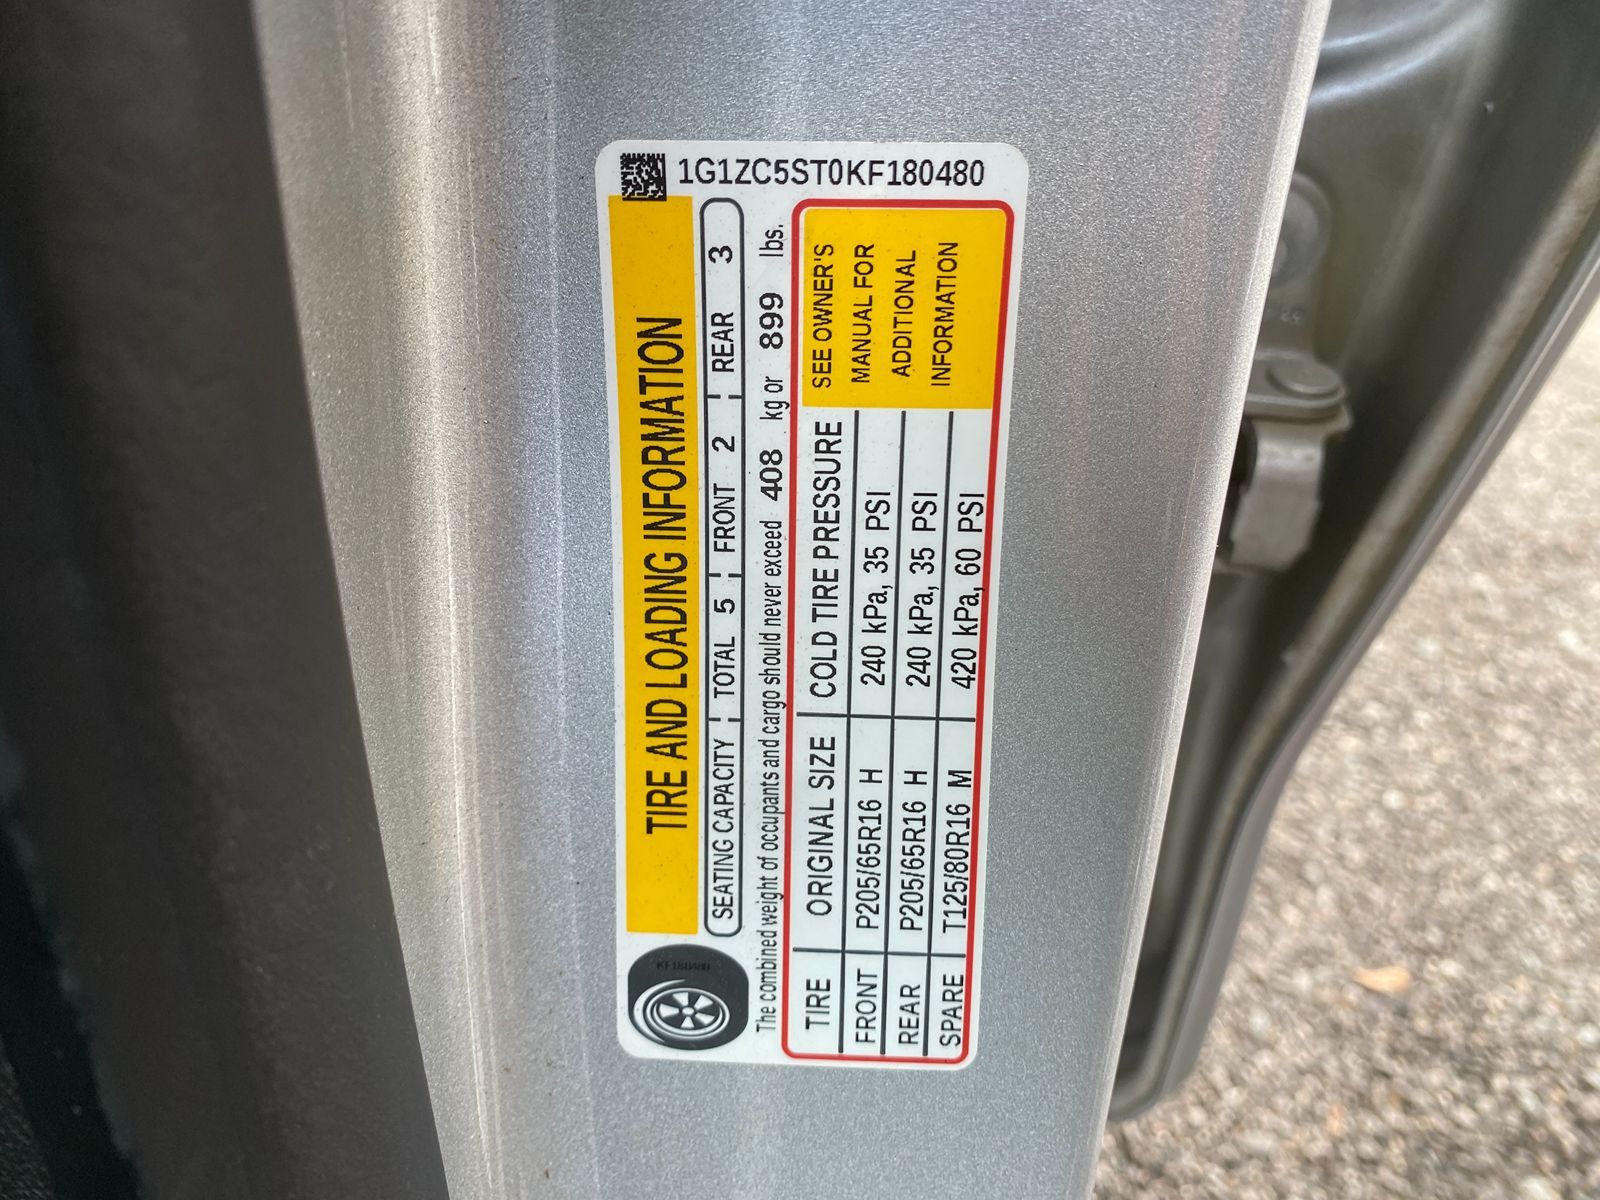 1G1ZC5ST0KF180480
TIRE AND LOADING INFORMATION
SEATING CAPACITY | TOTAL 5 | FRONT 2 | REAR 3
The combined weight of occupants and cargo should never exceed 408 kg or 899 lbs.
TIRE ORIGINAL SIZE COLD TIRE PRESSURE
FRONT P205/65R16 H 240 kPa, 35 PSI
REAR P205/65R16 H 240 kPa, 35 PSI
SPARE T125/80R16 M 420 kPa, 60 PSI
SEE OWNER'S
MANUAL FOR
ADDITIONAL
INFORMATION
KF180480